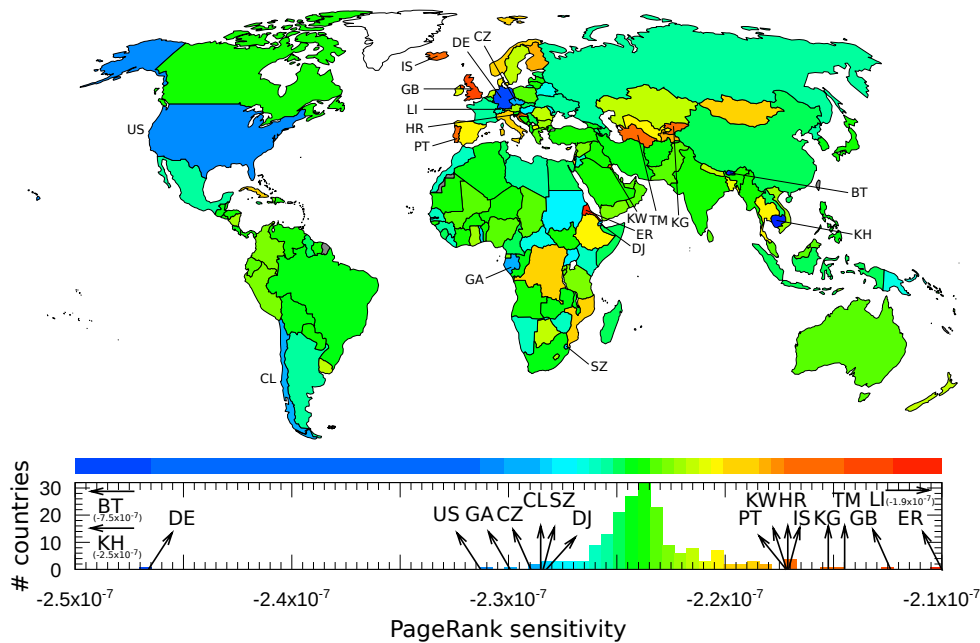 CZ
DE
IS
GB
US
LI
HR
PT
BT
KW TM KG
ER
KH
DJ
GA
SZ
CL
# countries
30
20
10
0
BT
(-7.5x10⁻⁷)
KH
(-2.5x10⁻⁷)
DE
US GA CZ CL SZ DJ
KW HR TM LI (-1.9x10⁻⁷)
PT IS KG GB ER
-2.5x10⁻⁷ -2.4x10⁻⁷ -2.3x10⁻⁷ -2.2x10⁻⁷ -2.1x10⁻⁷
PageRank sensitivity